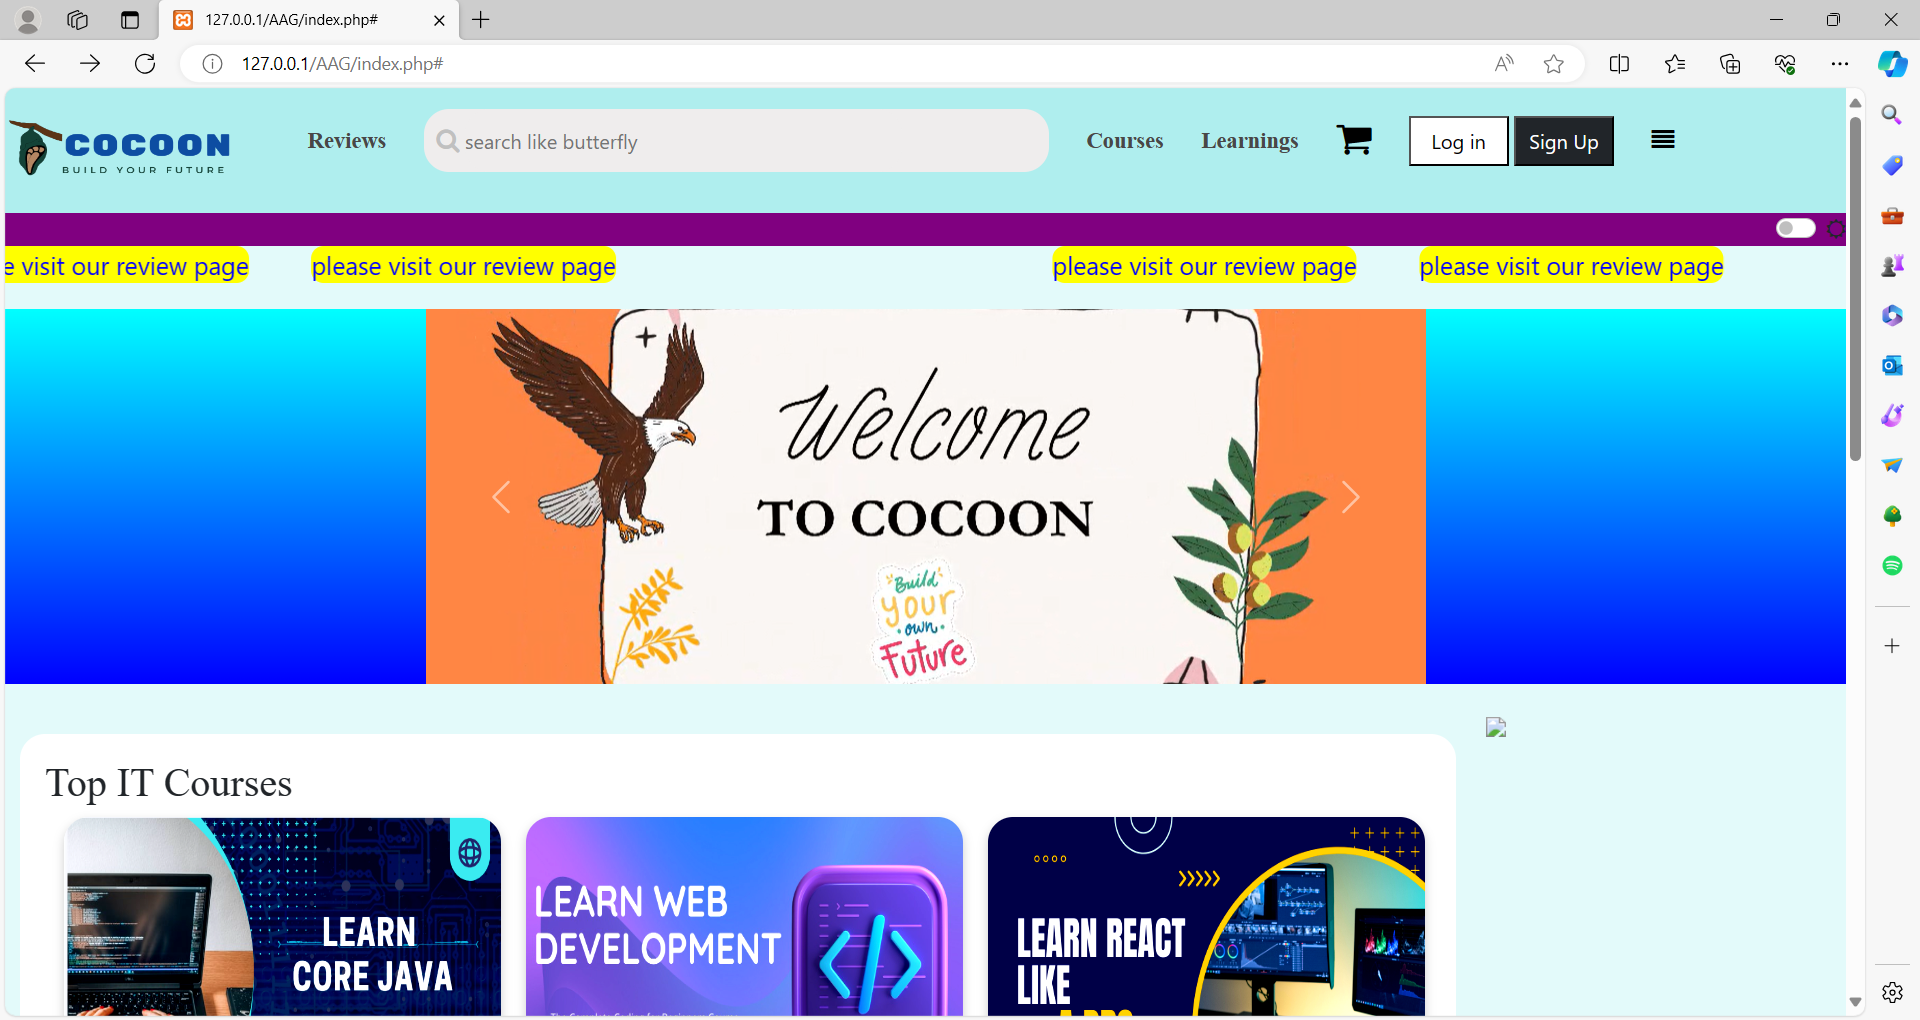 127.0.0.1/AAG/index.php#
127.0.0.1/AAG/index.php#
COCOON
BUILD YOUR FUTURE
Reviews
search like butterfly
Courses
Learnings
Log in
Sign Up
e visit our review page
please visit our review page
please visit our review page
please visit our review page
Welcome
TO COCOON
Build
your
own
Future
Top IT Courses
LEARN
CORE JAVA
LEARN WEB
DEVELOPMENT
LEARN REACT
LIKE
A PRO